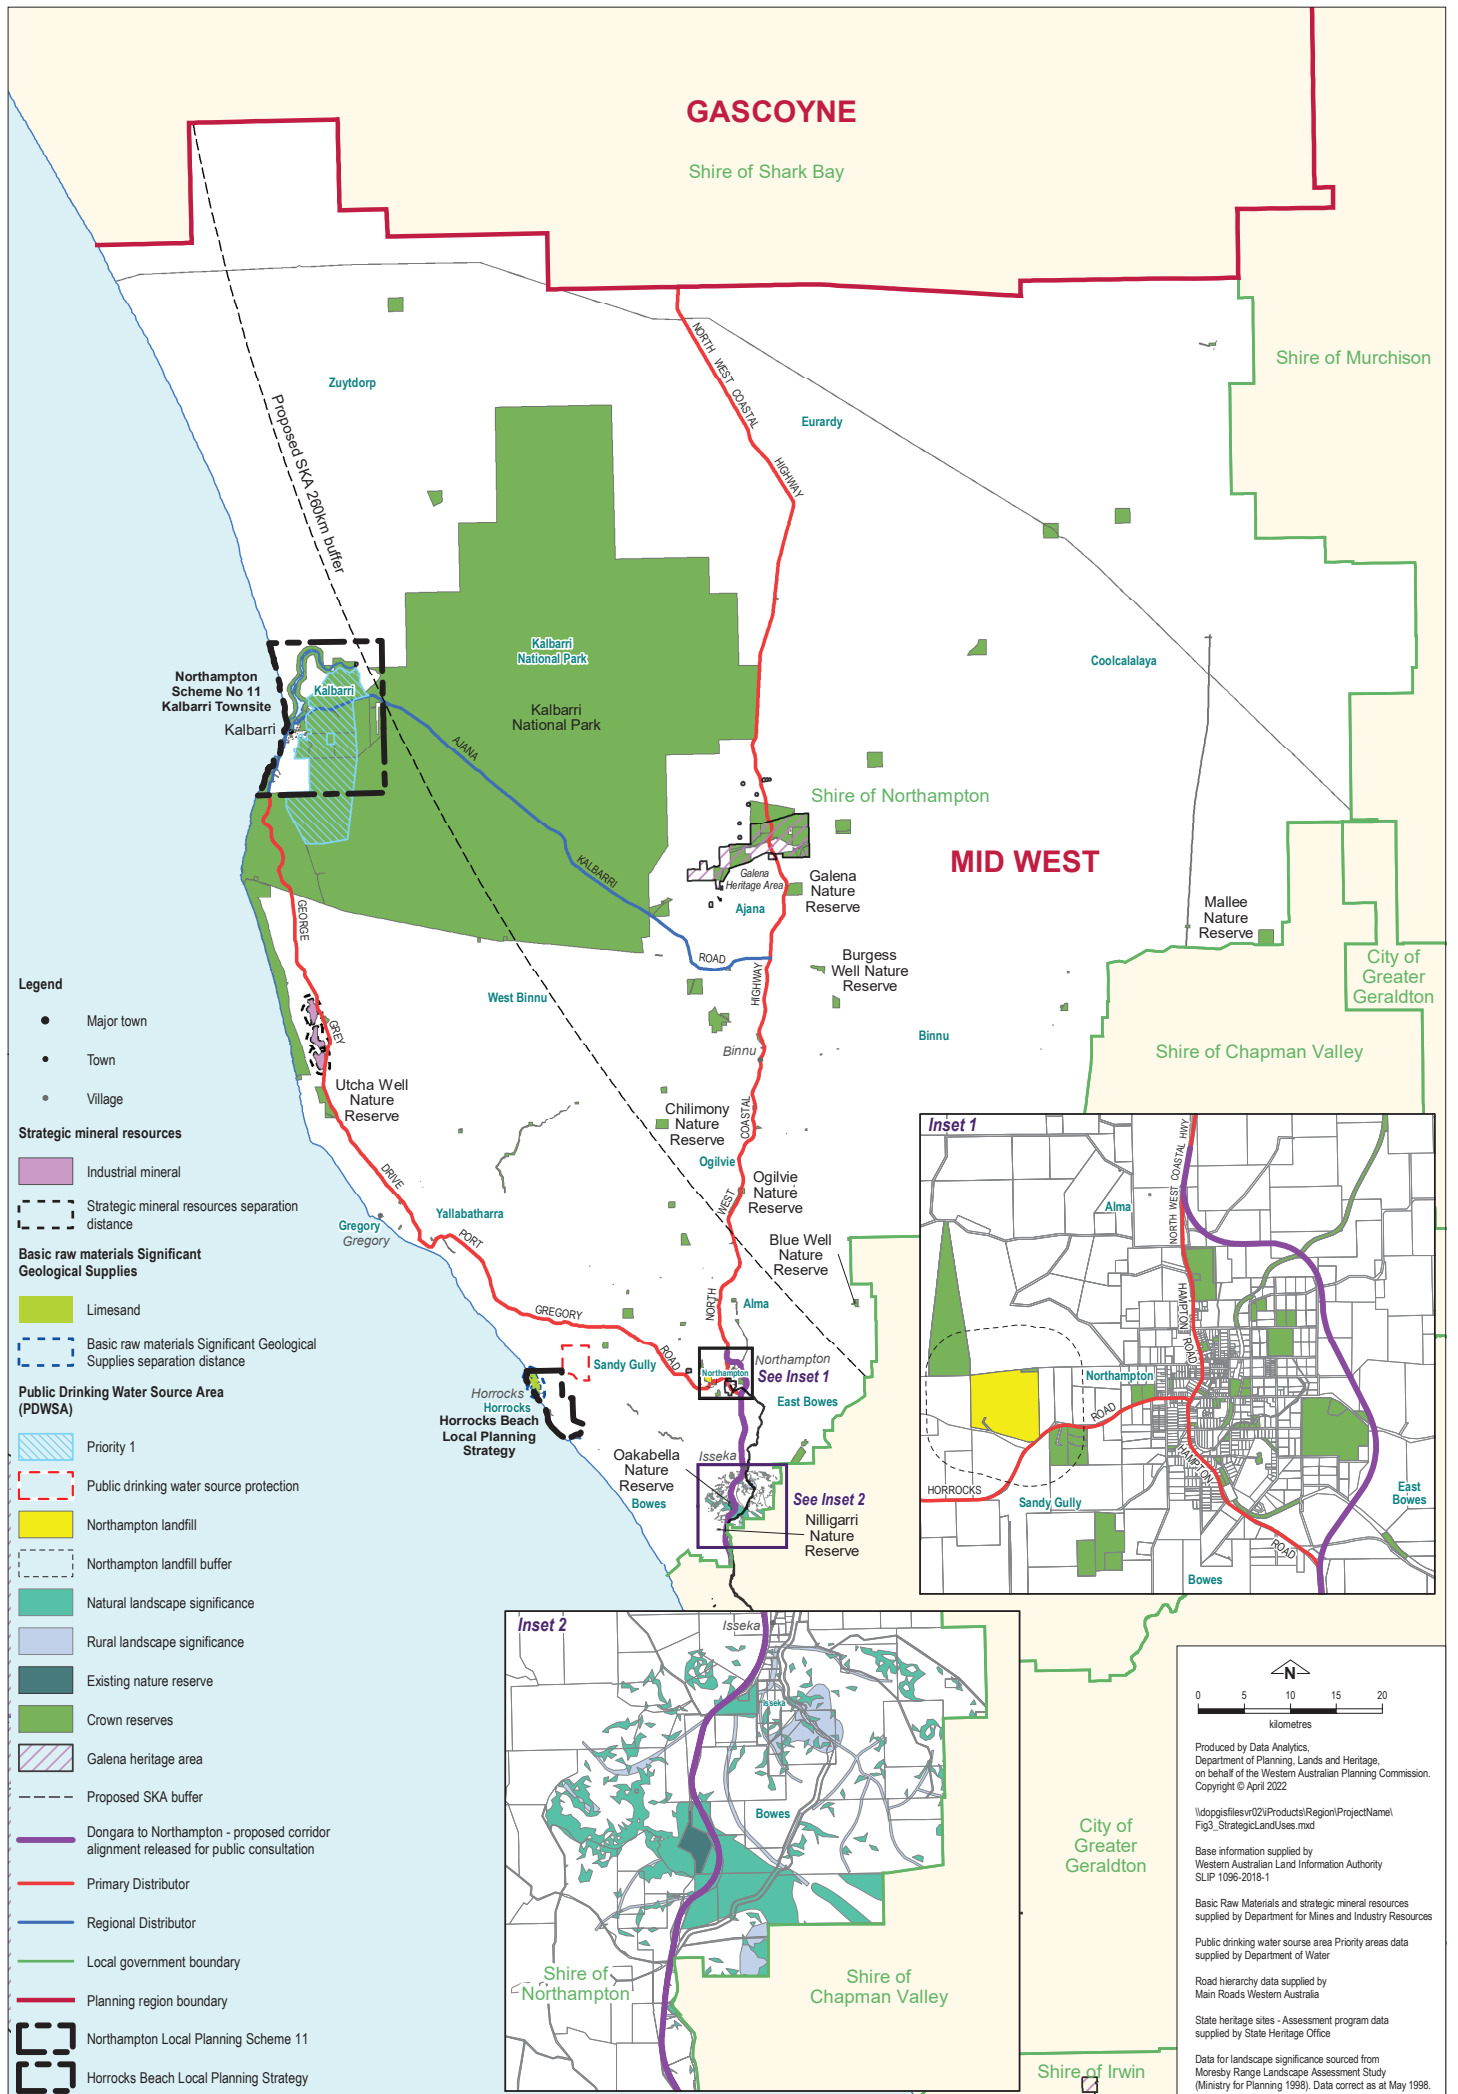 GASCOYNE
Shire of Shark Bay
NORTH WEST COASTAL
HIGHWAY
Shire of Murchison
Zuytdorp
Eurardy
Proposed SKA 260km buffer
Kalbarri
National Park
Coolcalalaya
Northampton
Scheme No 11
Kalbarri Townsite
Kalbarri
Kalbarri
Kalbarri
National Park
AJANA
KALBARRI
ROAD
Shire of Northampton
MID WEST
Galena
Heritage Area
Galena
Nature
Reserve
Ajana
Mallee
Nature
Reserve
GEORGE
GREY
DRIVE
HIGHWAY
Burgess
Well Nature
Reserve
City of
Greater
Geraldton
West Binnu
Binnu
Binnu
Shire of Chapman Valley
Utcha Well
Nature
Reserve
Chilimony
Nature
Reserve
COASTAL
Ogilvie
Ogilvie
Nature
Reserve
WEST
Yallabatharra
Gregory
Gregory
PORT
GREGORY
ROAD
Blue Well
Nature
Reserve
NORTH
Alma
Sandy Gully
Northampton
Northampton
See Inset 1
East Bowes
Horrocks
Horrocks
Horrocks Beach
Local Planning
Strategy
Oakabella
Nature
Reserve
Isseka
Bowes
See Inset 2
Nilligarri
Nature
Reserve
Legend
Major town
Town
Village
Strategic mineral resources
Industrial mineral
Strategic mineral resources separation
distance
Basic raw materials Significant
Geological Supplies
Limesand
Basic raw materials Significant Geological
Supplies separation distance
Public Drinking Water Source Area
(PDWSA)
Priority 1
Public drinking water source protection
Northampton landfill
Northampton landfill buffer
Natural landscape significance
Rural landscape significance
Existing nature reserve
Crown reserves
Galena heritage area
Proposed SKA buffer
Dongara to Northampton - proposed corridor
alignment released for public consultation
Primary Distributor
Regional Distributor
Local government boundary
Planning region boundary
Northampton Local Planning Scheme 11
Horrocks Beach Local Planning Strategy
Inset 1
NORTH WEST COASTAL HWY
Alma
HAMPTON
ROAD
Northampton
ROAD
HORROCKS
HAMPTON
Sandy Gully
East
Bowes
ROAD
Bowes
Inset 2
Isseka
Isseka
Bowes
Shire of
Northampton
Shire of
Chapman Valley
City of
Greater
Geraldton
Shire of Irwin
N
0 5 10 15 20
kilometres
Produced by Data Analytics,
Department of Planning, Lands and Heritage,
on behalf of the Western Australian Planning Commission.
Copyright © April 2022
\\dopgisfilesvr02\iProducts\Region\ProjectName\
Fig3_StrategicLandUses.mxd
Base information supplied by
Western Australian Land Information Authority
SLIP 1096-2018-1
Basic Raw Materials and strategic mineral resources
supplied by Department for Mines and Industry Resources
Public drinking water sourse area Priority areas data
supplied by Department of Water
Road hierarchy data supplied by
Main Roads Western Australia
State heritage sites - Assessment program data
supplied by State Heritage Office
Data for landscape significance sourced from
Moresby Range Landscape Assessment Study
(Ministry for Planning 1998). Data correct as at May 1998.